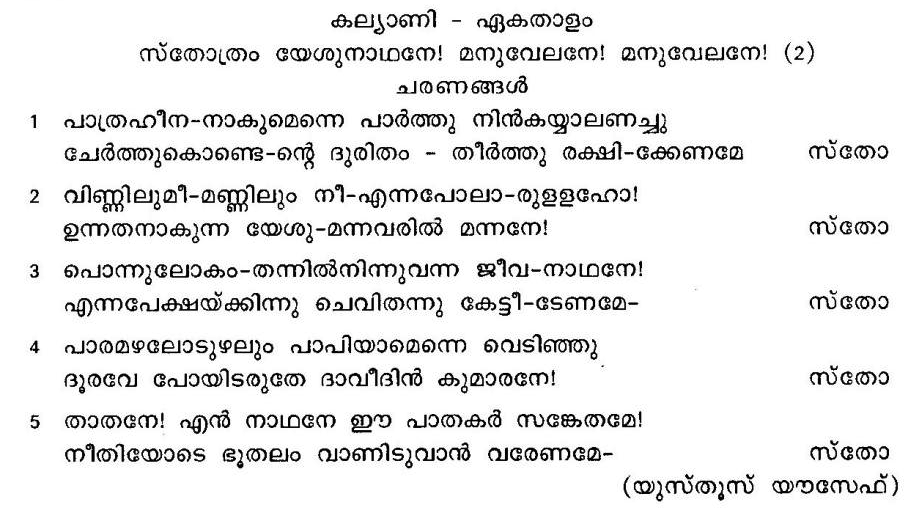 കല്യാണി - ഏകതാളം
സ്തോത്രം യേശുനാഥനേ! മനുവേലനേ! മനുവേലനേ! (2)
ചരണങ്ങൾ
1 പാത്രഹീന-നാകുമെന്നെ പാർത്തു നിൻകയ്യാലണച്ചു
ചേർത്തുകൊണ്ടെ-ന്റെ ദുരിതം - തീർത്തു രക്ഷി-ക്കേണമേ സ്തോ
2 വിണ്ണിലുമീ-മണ്ണിലും നീ-എന്നപോലാ-രുളളഹോ!
ഉന്നതനാകുന്ന യേശു-മന്നവരിൽ മന്നനേ! സ്തോ
3 പൊന്നുലോകം-തന്നിൽനിന്നുവന്ന ജീവ-നാഥനേ!
എന്നപേക്ഷയ്ക്കിന്നു ചെവിതന്നു കേട്ടീ-ടേണമേ- സ്തോ
4 പാരമഴലോടുഴലും പാപിയാമെന്നെ വെടിഞ്ഞു
ദൂരവേ പോയിടരുതേ ദാവീദിൻ കുമാരനേ! സ്തോ
5 താതനേ! എൻ നാഥനേ ഈ പാതകർ സങ്കേതമേ!
നീതിയോടെ ഭൂതലം വാണിടുവാൻ വരേണമേ- സ്തോ
(യുസ്തൂസ് യൗസേഫ്)